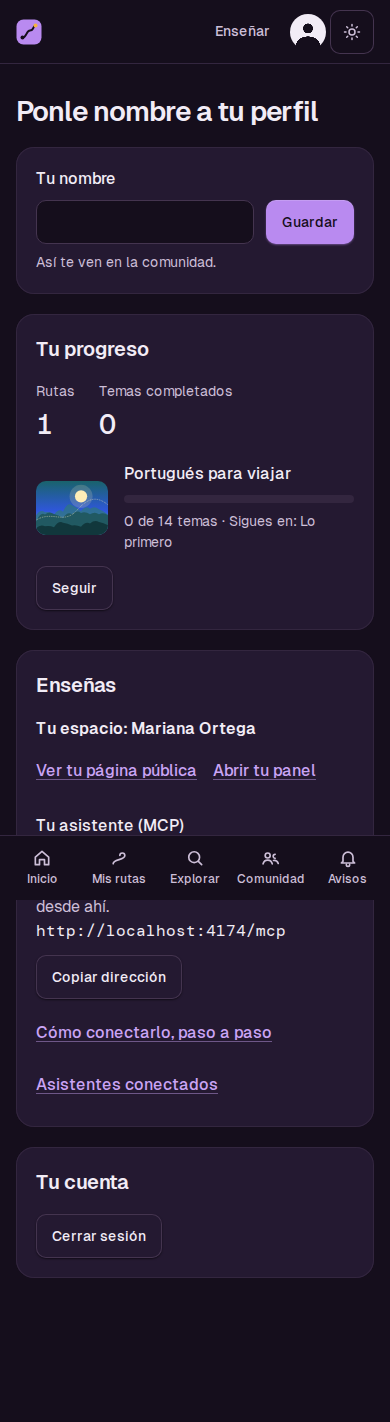 Enseñar
Ponle nombre a tu perfil
Tu nombre
Guardar
Así te ven en la comunidad.
Tu progreso
Rutas
Temas completados
1
0
Portugués para viajar
0 de 14 temas · Sigues en: Lo
primero
Seguir
Enseñas
Tu espacio: Mariana Ortega
Ver tu página pública
Abrir tu panel
Tu asistente (MCP)
Inicio
Mis rutas
Explorar
Comunidad
Avisos
desde ahí.
http://localhost:4174/mcp
Copiar dirección
Cómo conectarlo, paso a paso
Asistentes conectados
Tu cuenta
Cerrar sesión